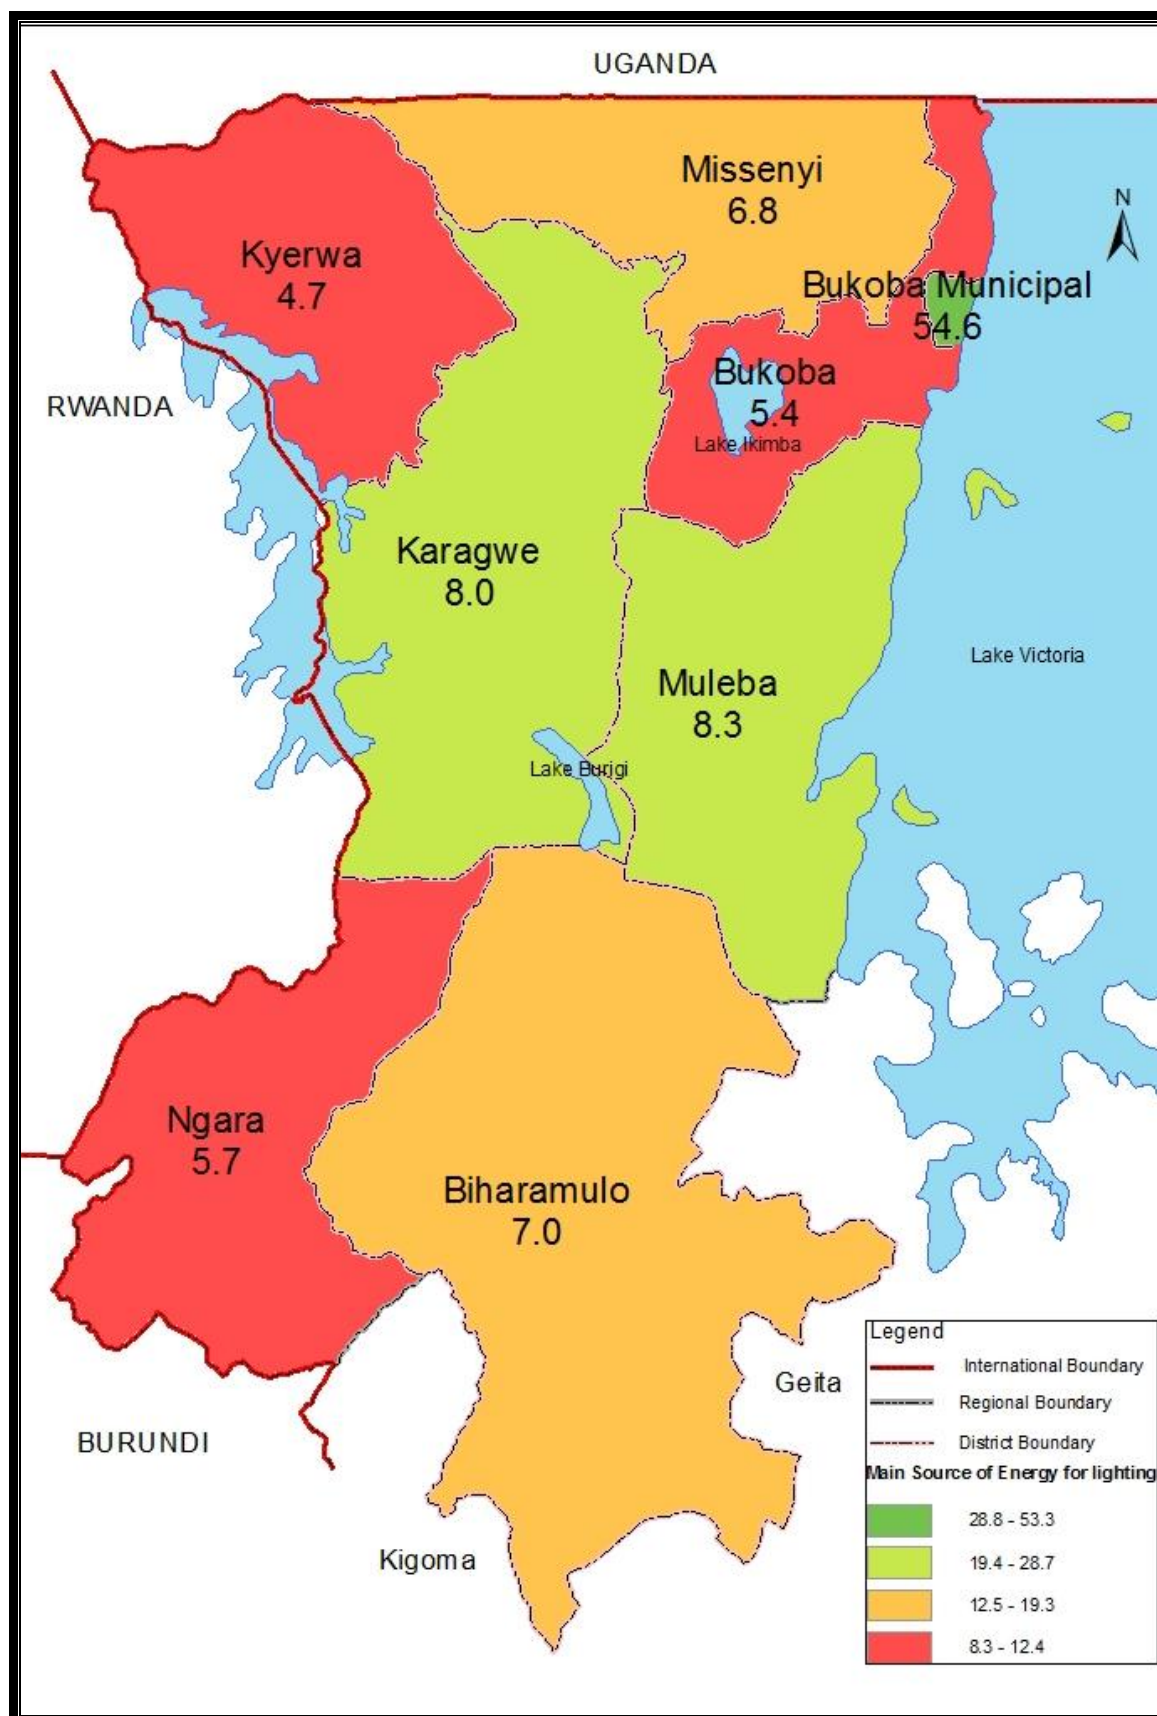 UGANDA
Missenyi
6.8
N
Kyerwa
4.7
Bukoba Municipal
54.6
RWANDA
Bukoba
5.4
Lake Ikimba
Karagwe
8.0
Lake Victoria
Muleba
8.3
Lake Burigi
Ngara
5.7
Biharamulo
7.0
Geita
BURUNDI
Kigoma
Legend
International Boundary
Regional Boundary
District Boundary
Main Source of Energy for lighting
28.8 - 53.3
19.4 - 28.7
12.5 - 19.3
8.3 - 12.4